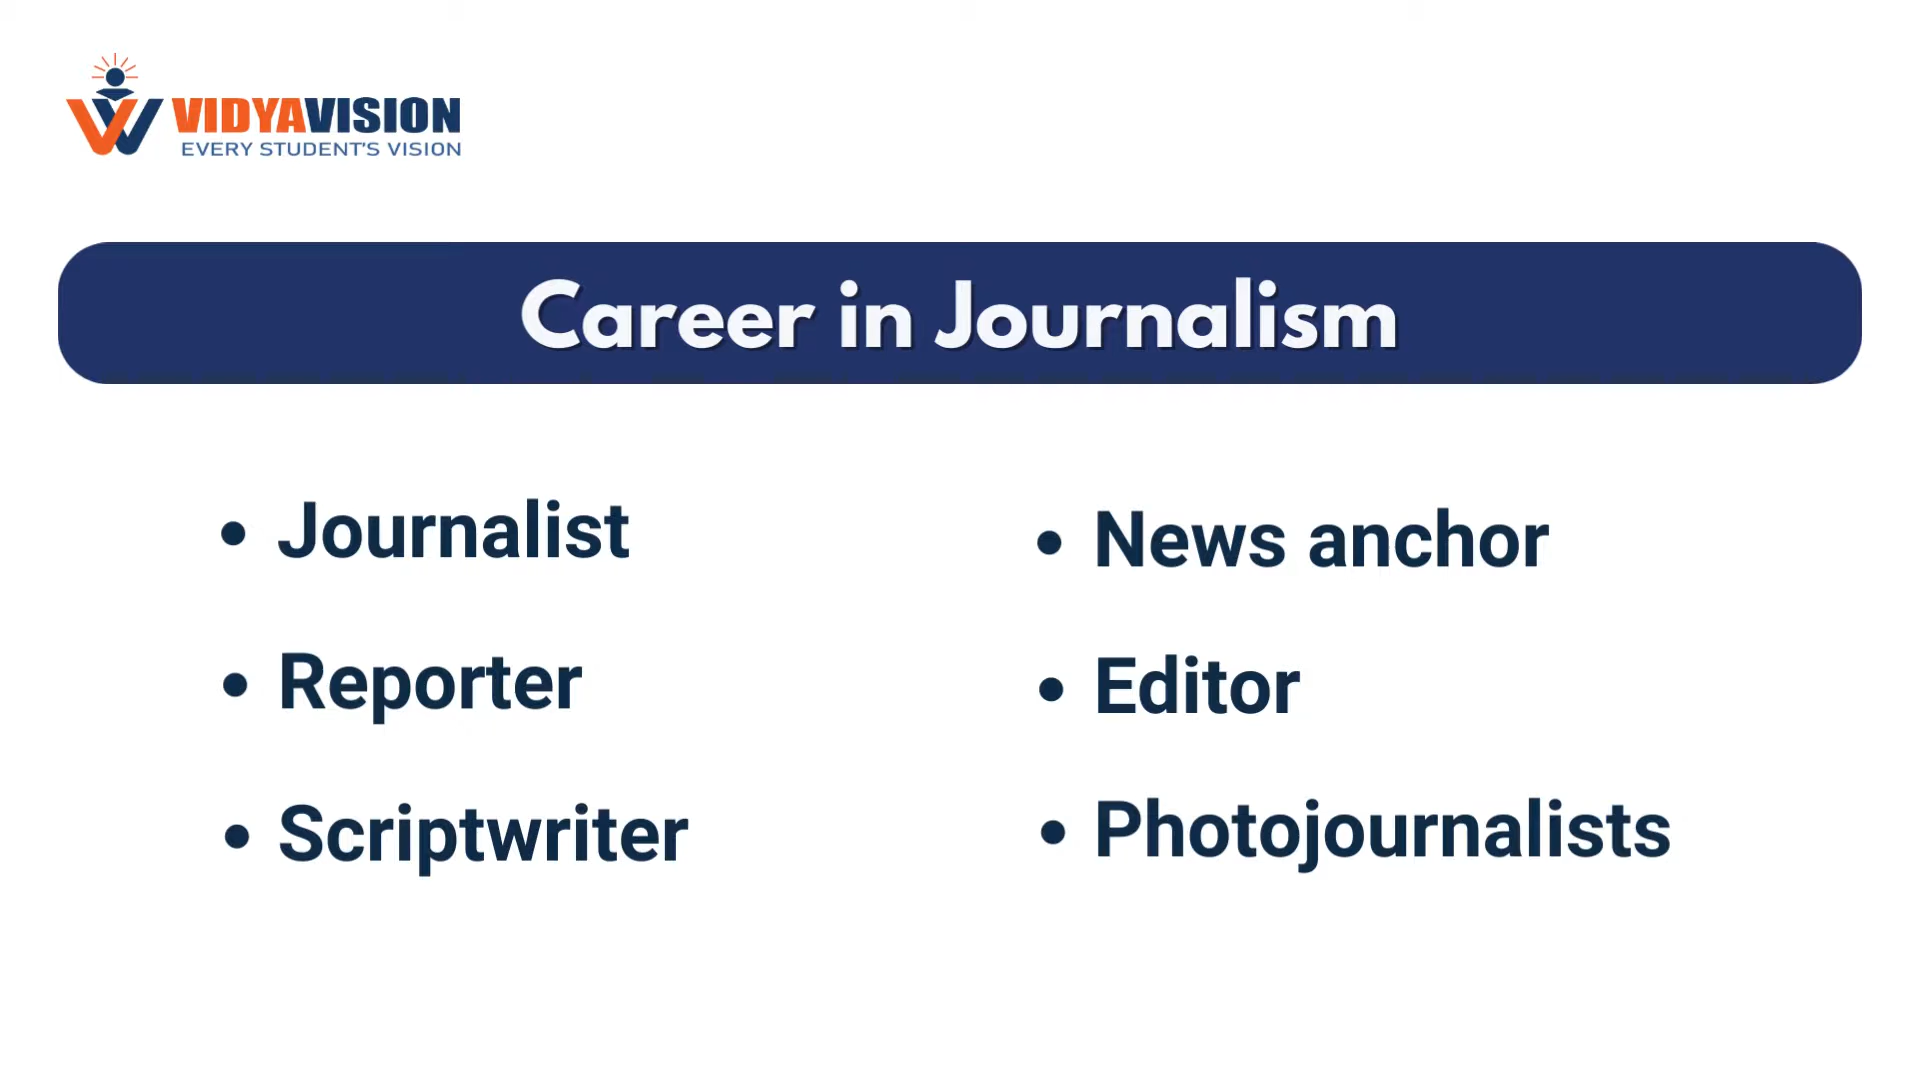 VIDYAVISION
EVERY STUDENT'S VISION
Career in Journalism
• Journalist
• Reporter
• Scriptwriter
• News anchor
• Editor
• Photojournalists